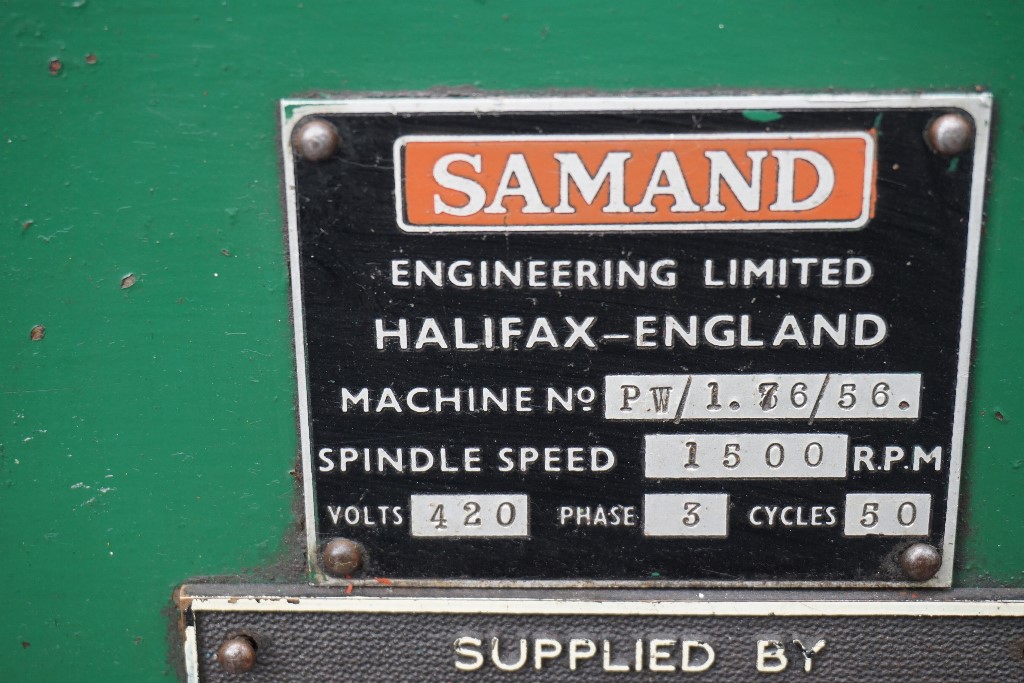 SAMAND
ENGINEERING LIMITED
HALIFAX-ENGLAND
MACHINE Nº PW/1.76/56.
SPINDLE SPEED 1500 R.P.M
VOLTS 420 PHASE 3 CYCLES 50
SUPPLIED BY